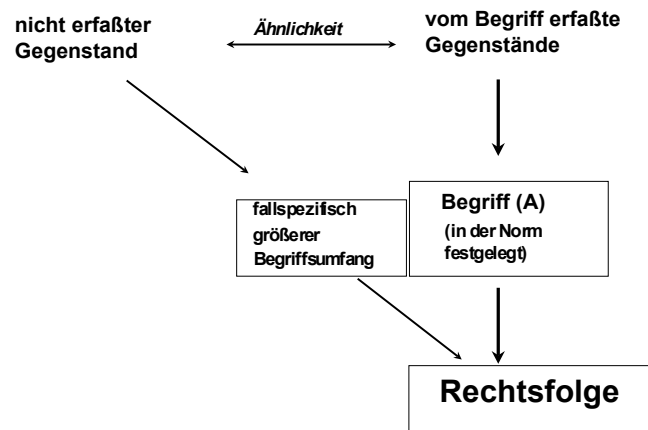 nicht erfaßter
Gegenstand
Ähnlichkeit
vom Begriff erfaßte
Gegenstände
fallspezifisch
größerer
Begriffsumfang
Begriff (A)
(in der Norm
festgelegt)
Rechtsfolge